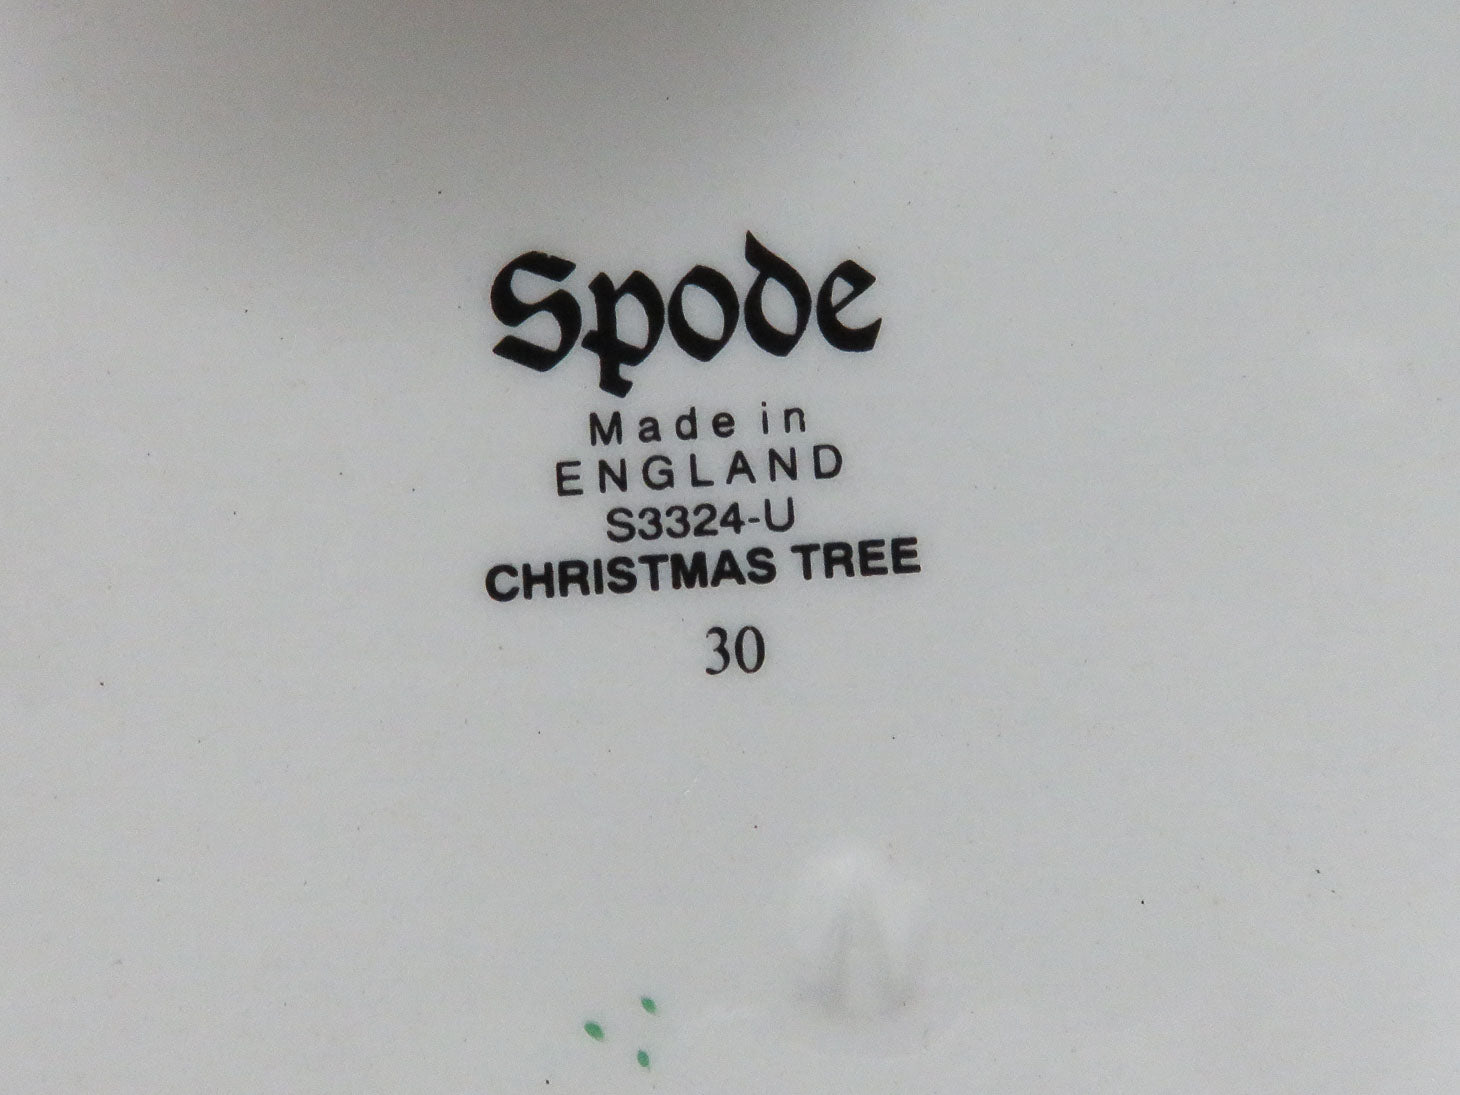 Spode
Made in
ENGLAND
S3324-U
CHRISTMAS TREE
30